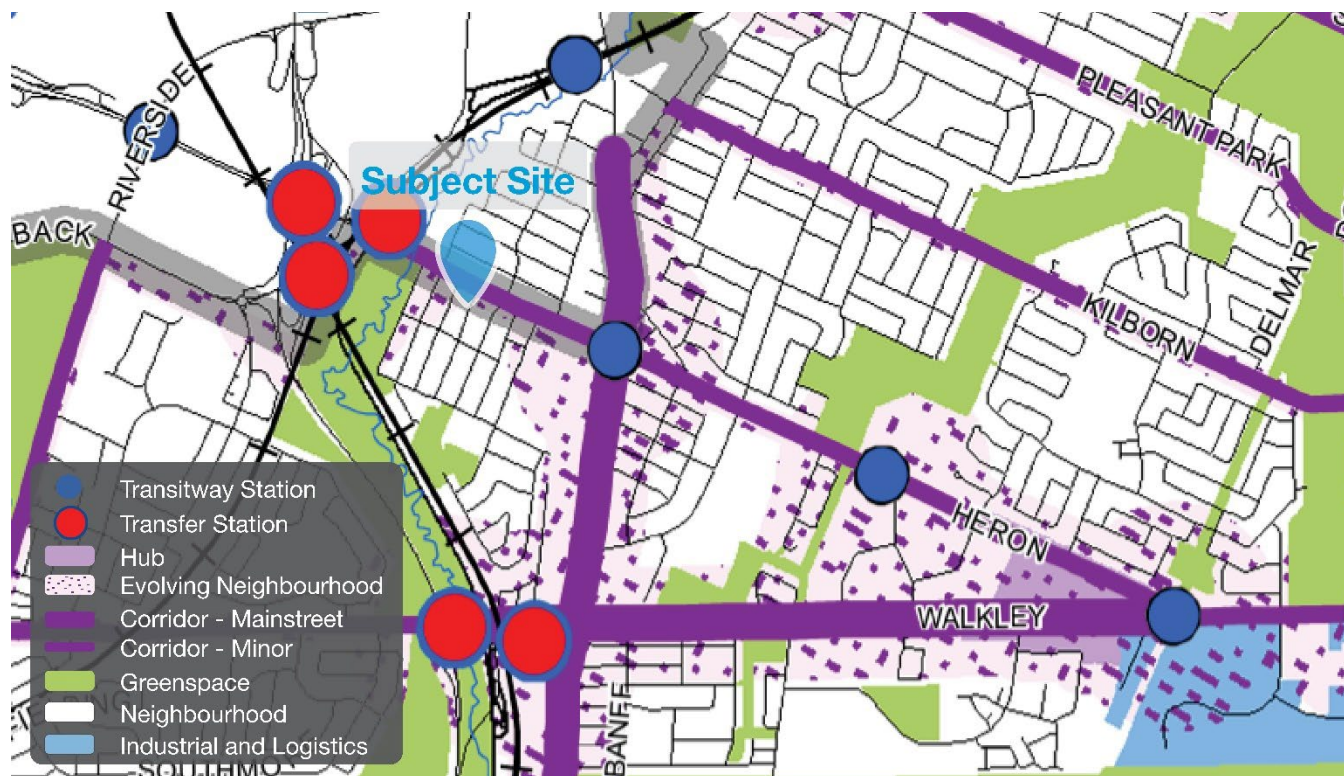 PLEASANT PARK
RIVERSIDE
Subject Site
BACK
DELMAR
KILBORN
HERON
WALKLEY
BANFF
Transitway Station
Transfer Station
Hub
Evolving Neighbourhood
Corridor - Mainstreet
Corridor - Minor
Greenspace
Neighbourhood
Industrial and Logistics